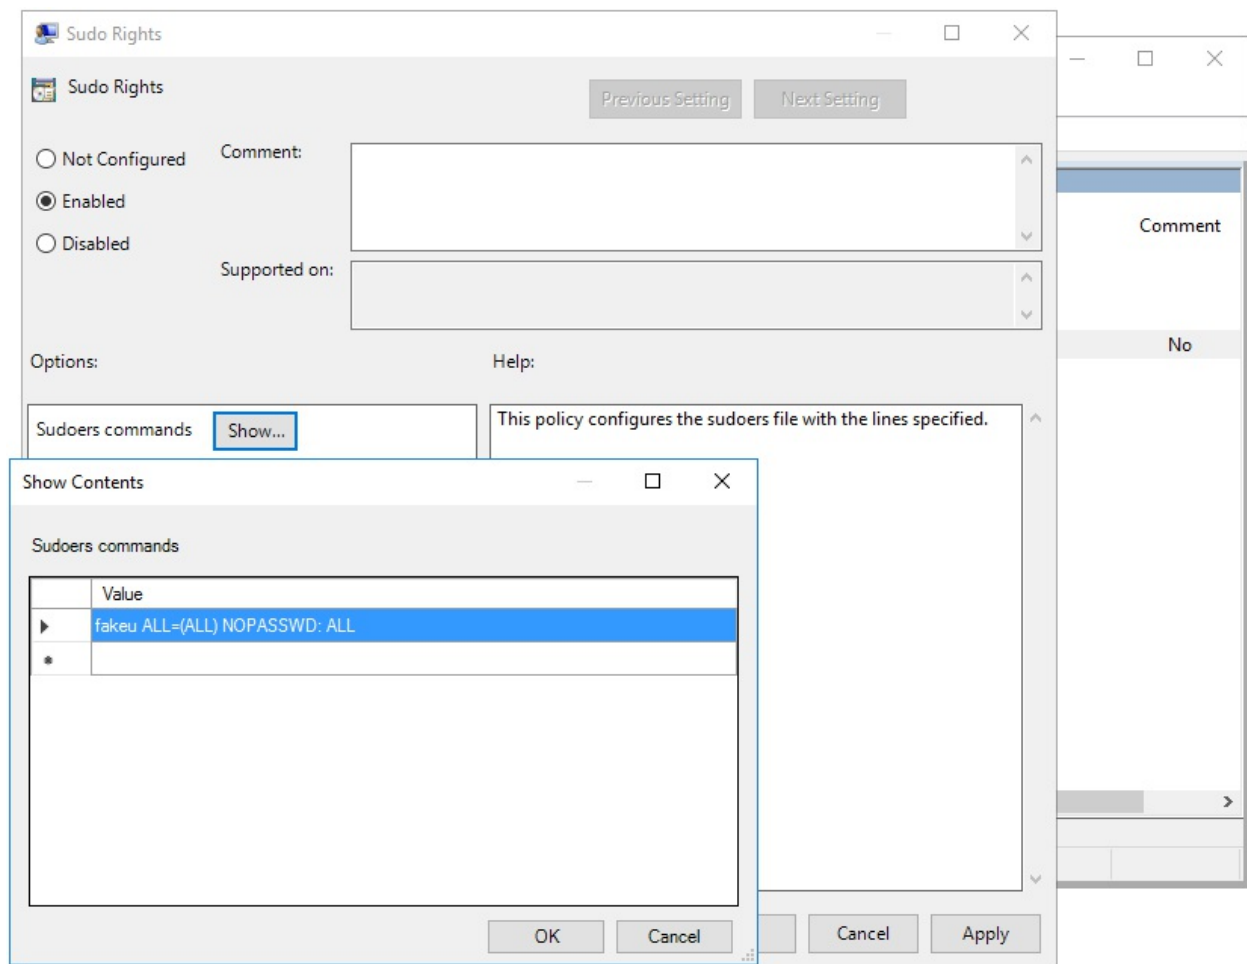 Sudo Rights
Sudo Rights
Previous Setting
Next Setting
Not Configured
Comment:
Enabled
Disabled
Supported on:
Comment
No
Options:
Help:
Sudoers commands
Show...
This policy configures the sudoers file with the lines specified.
Show Contents
Sudoers commands
Value
fakeu ALL=(ALL) NOPASSWD: ALL
OK
Cancel
Cancel
Apply